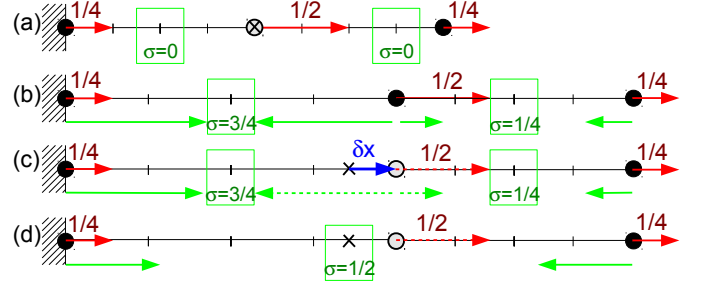 (a) 1/4 σ=0 1/2 σ=0 1/4
(b) 1/4 σ=3/4 1/2 σ=1/4 1/4
(c) 1/4 σ=3/4 δx 1/2 σ=1/4 1/4
(d) 1/4 σ=1/2 1/2 1/4